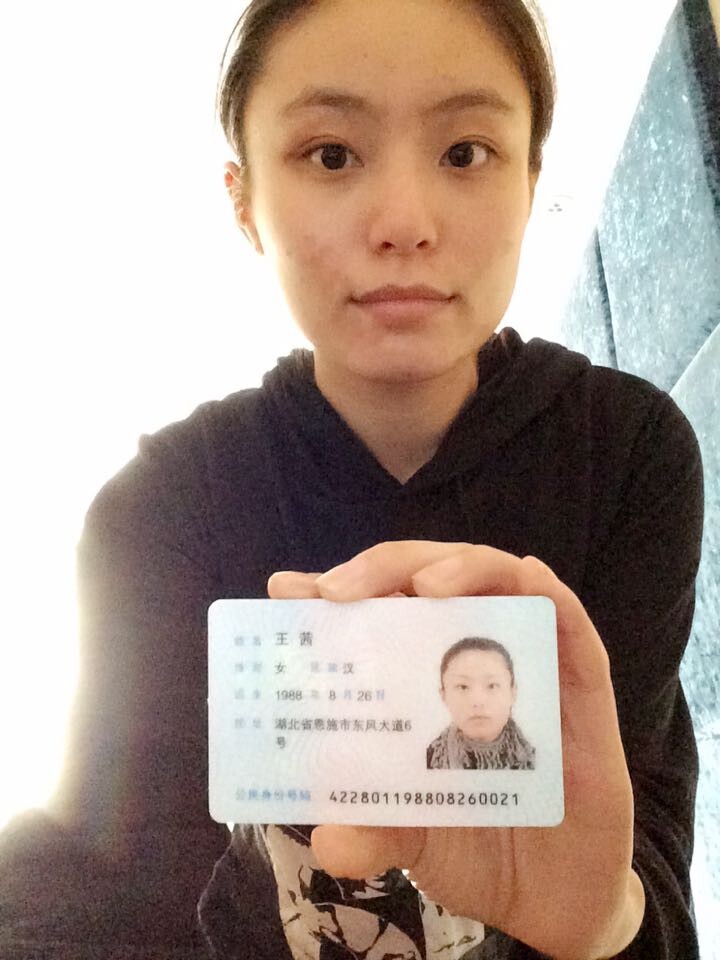 姓名 王茜
性别 女 民族 汉
出生 1988 年 8 月 26 日
住址 湖北省恩施市东风大道6
号
公民身份号码 422801198808260021